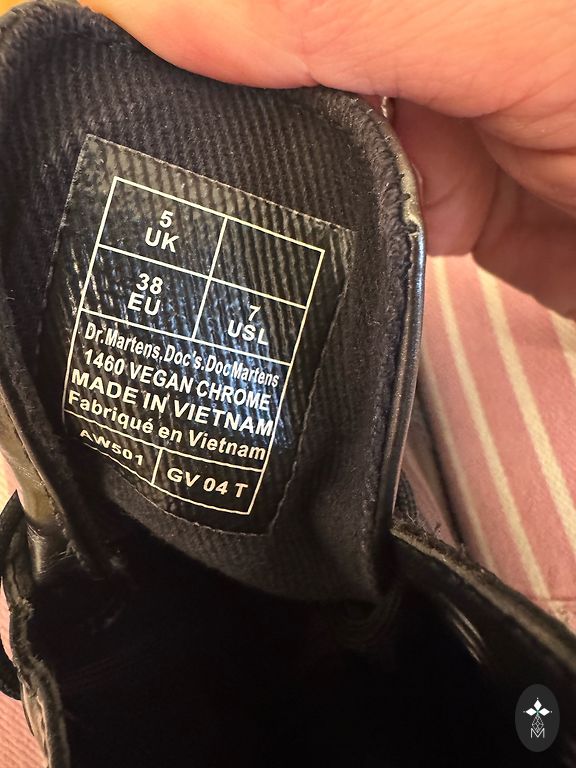 5
UK
38
EU
7
USL
Dr.Martens,Doc's.DocMartens
1460 VEGAN CHROME
MADE IN VIETNAM
Fabriqué en Vietnam
AW501
GV 04 T
M